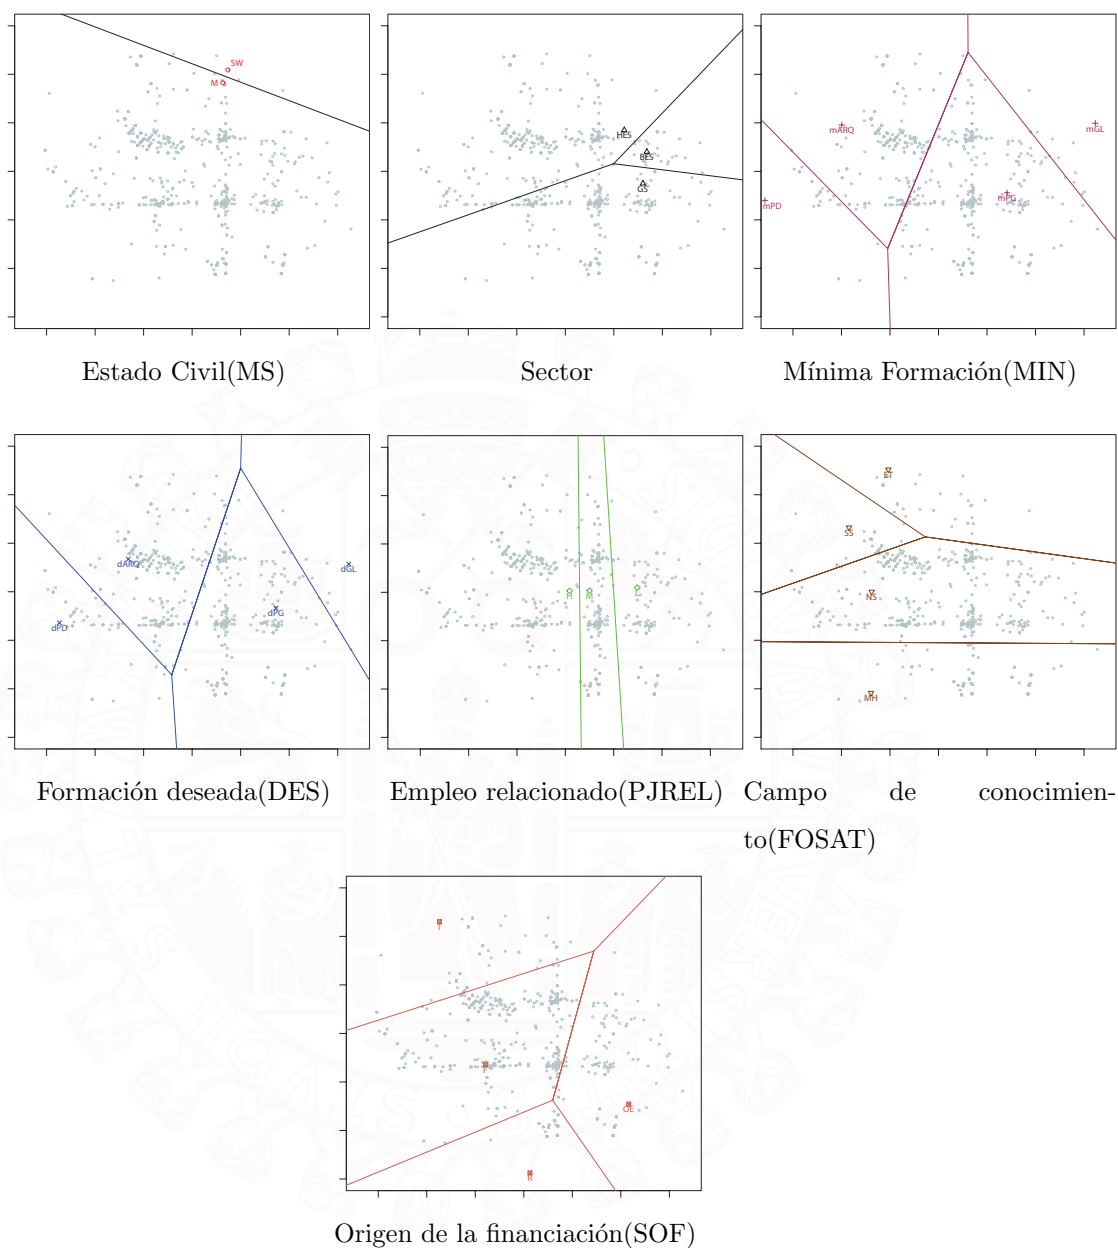 SW
M
HES
BES
GS
mARQ
mGL
mPD
mPG
Estado Civil(MS)
Sector
Mínima Formación(MIN)
dARQ
dGL
dPD
dPG
H
M
L
ET
SS
NS
MH
Formación deseada(DES)
Empleo relacionado(PJREL)
Campo de conocimien-
to(FOSAT)
T
F
OE
R
Origen de la financiación(SOF)